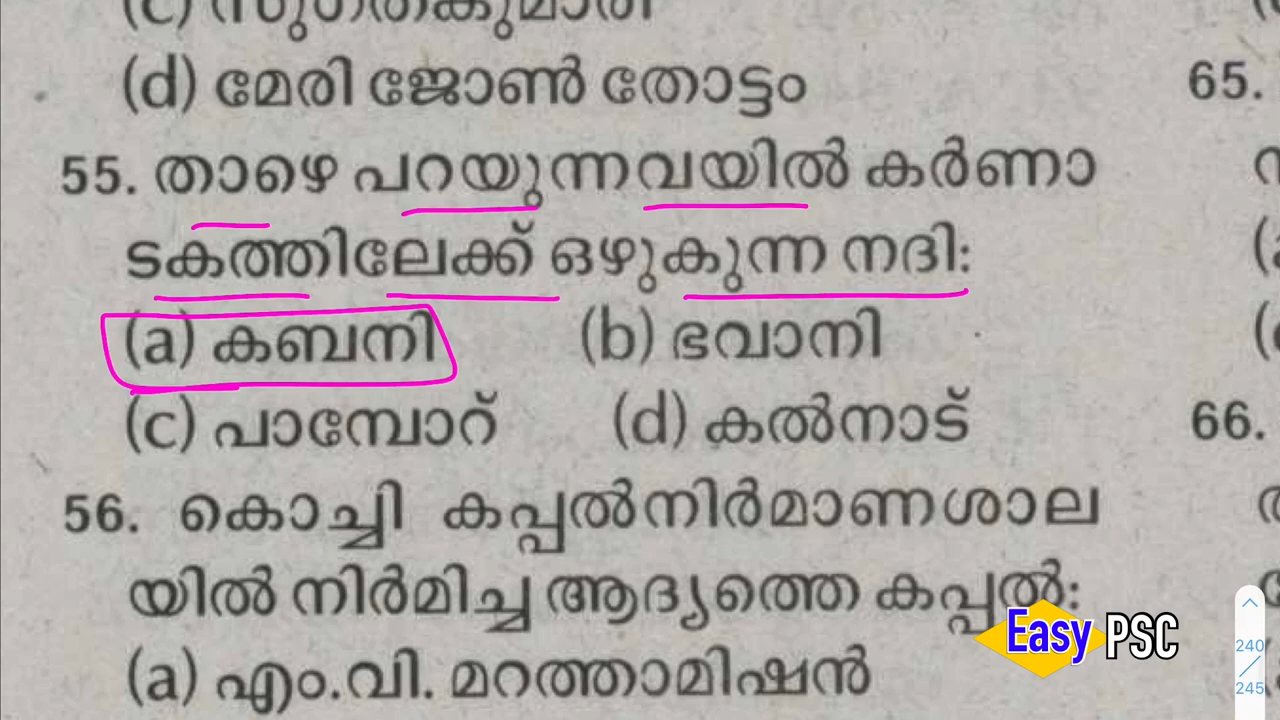 (c) സുഗതകുമാരി
(d) മേരി ജോൺ തോട്ടം
55. താഴെ പറയുന്നവയിൽ കർണാ
ടകത്തിലേക്ക് ഒഴുകുന്ന നദി:
(a) കബനി (b) ഭവാനി
(c) പാമ്പോറ് (d) കൽനാട്
56. കൊച്ചി കപ്പൽനിർമാണശാല
യിൽ നിർമിച്ച ആദ്യത്തെ കപ്പൽ:
(a) എം.വി. മറത്താമിഷൻ
65.
66.
Easy PSC
240
245